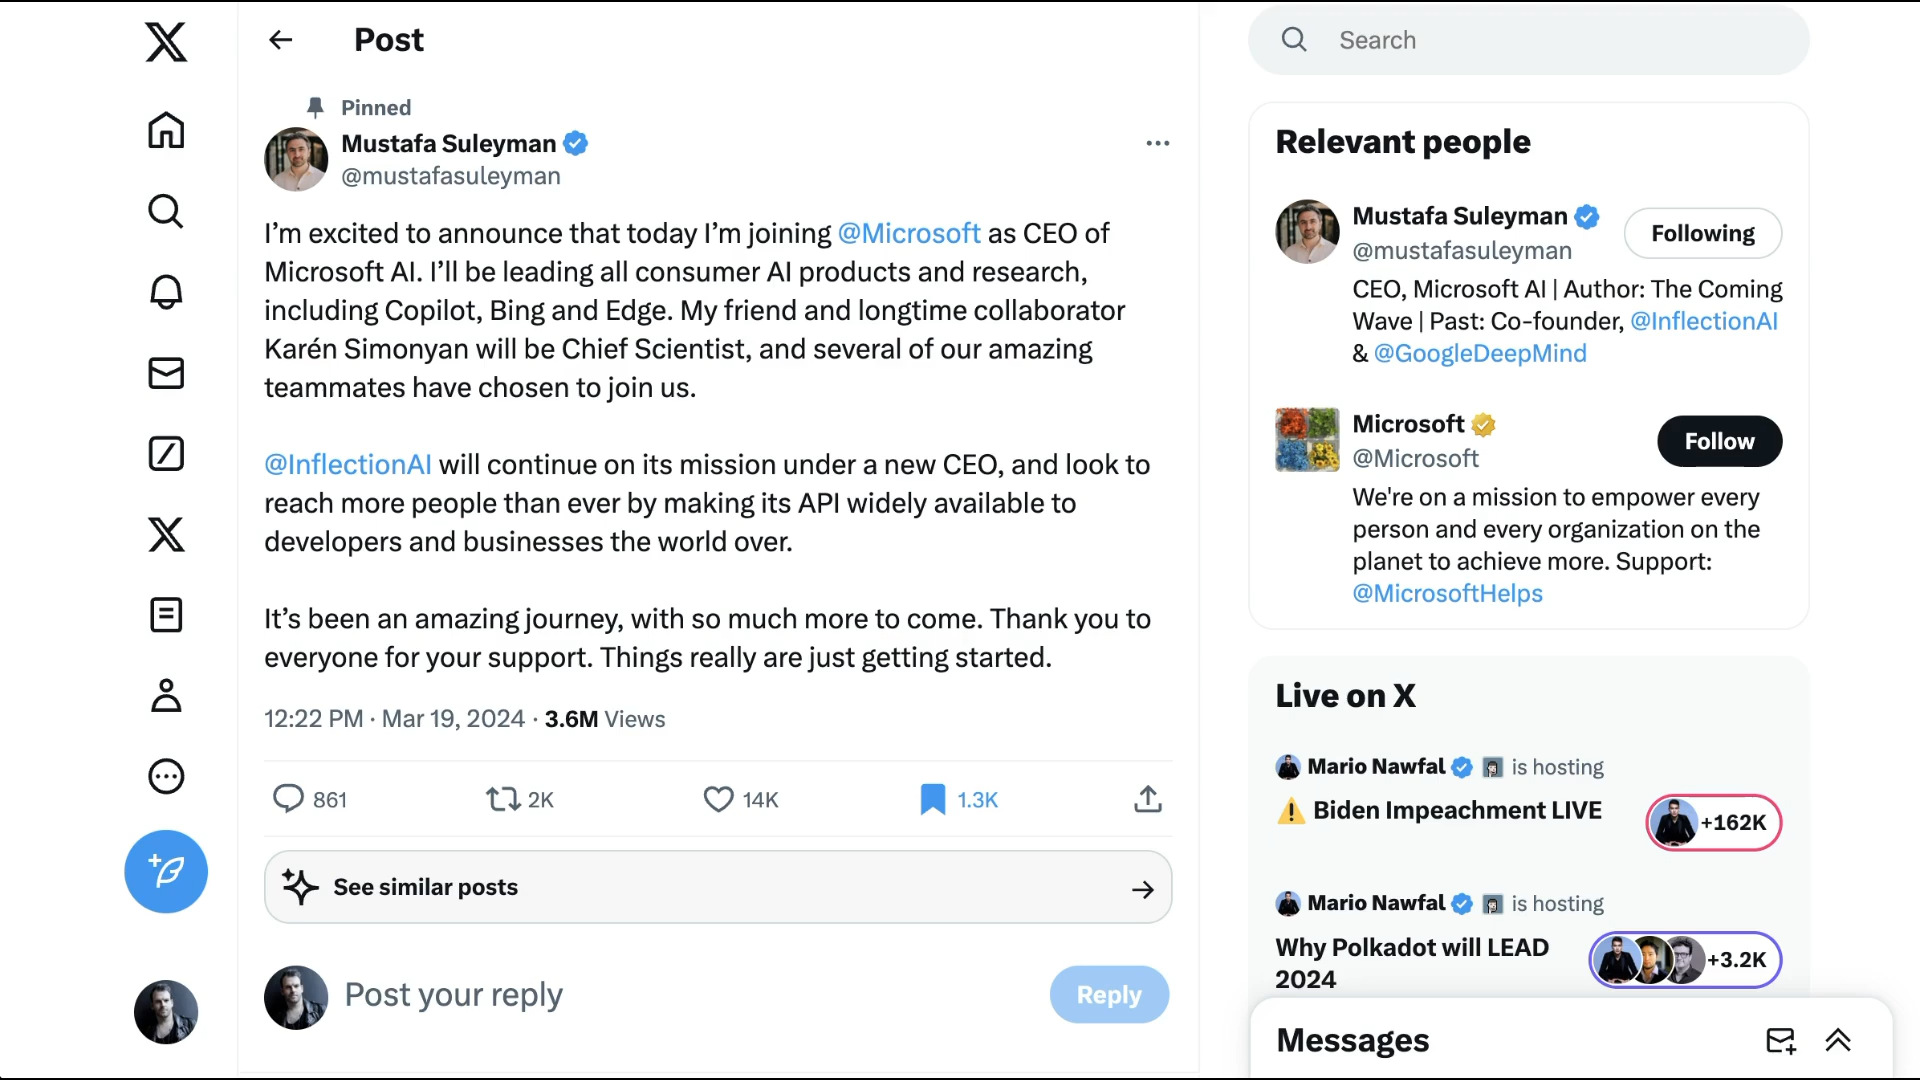 Post
Pinned
Mustafa Suleyman
@mustafasuleyman
I’m excited to announce that today I’m joining @Microsoft as CEO of
Microsoft AI. I’ll be leading all consumer AI products and research,
including Copilot, Bing and Edge. My friend and longtime collaborator
Karén Simonyan will be Chief Scientist, and several of our amazing
teammates have chosen to join us.
@InflectionAI will continue on its mission under a new CEO, and look to
reach more people than ever by making its API widely available to
developers and businesses the world over.
It’s been an amazing journey, with so much more to come. Thank you to
everyone for your support. Things really are just getting started.
12:22 PM · Mar 19, 2024 · 3.6M Views
861 2K 14K 1.3K
See similar posts
Post your reply
Reply
Search
Relevant people
Mustafa Suleyman
@mustafasuleyman
Following
CEO, Microsoft AI | Author: The Coming
Wave | Past: Co-founder, @InflectionAI
& @GoogleDeepMind
Microsoft
@Microsoft
Follow
We're on a mission to empower every
person and every organization on the
planet to achieve more. Support:
@MicrosoftHelps
Live on X
Mario Nawfal is hosting
Biden Impeachment LIVE
+162K
Mario Nawfal is hosting
Why Polkadot will LEAD
2024
+3.2K
Messages